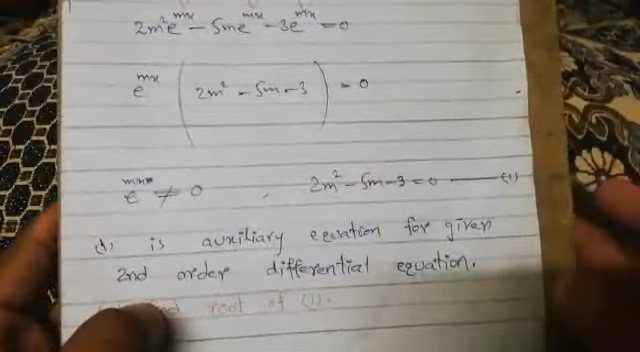 2m²e^mx - 5me^mx - 3e^mx = 0
e^mx (2m² - 5m - 3) = 0
e^mx ≠ 0 , 2m² - 5m - 3 = 0 —— (1)
(1) is auxiliary equation for given
2nd order differential equation.
root of (1).